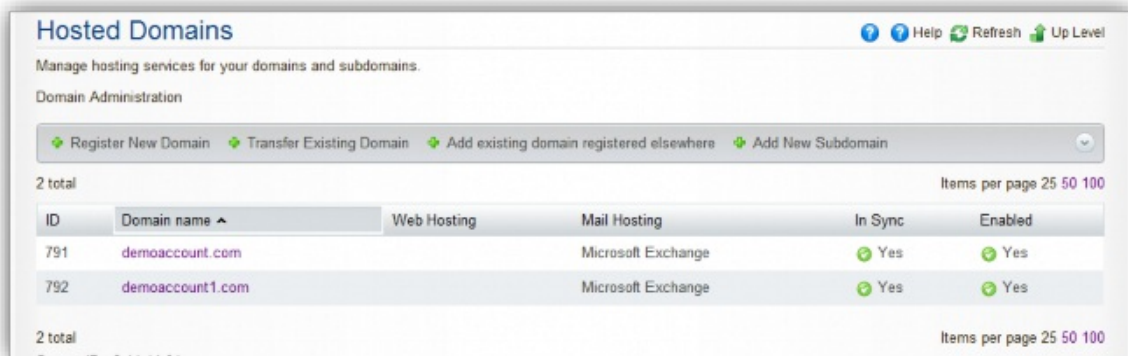 Hosted Domains
Help Refresh Up Level
Manage hosting services for your domains and subdomains.
Domain Administration
Register New Domain Transfer Existing Domain Add existing domain registered elsewhere Add New Subdomain
2 total Items per page 25 50 100
ID Domain name Web Hosting Mail Hosting In Sync Enabled
791 demoaccount.com Microsoft Exchange Yes Yes
792 demoaccount1.com Microsoft Exchange Yes Yes
2 total Items per page 25 50 100